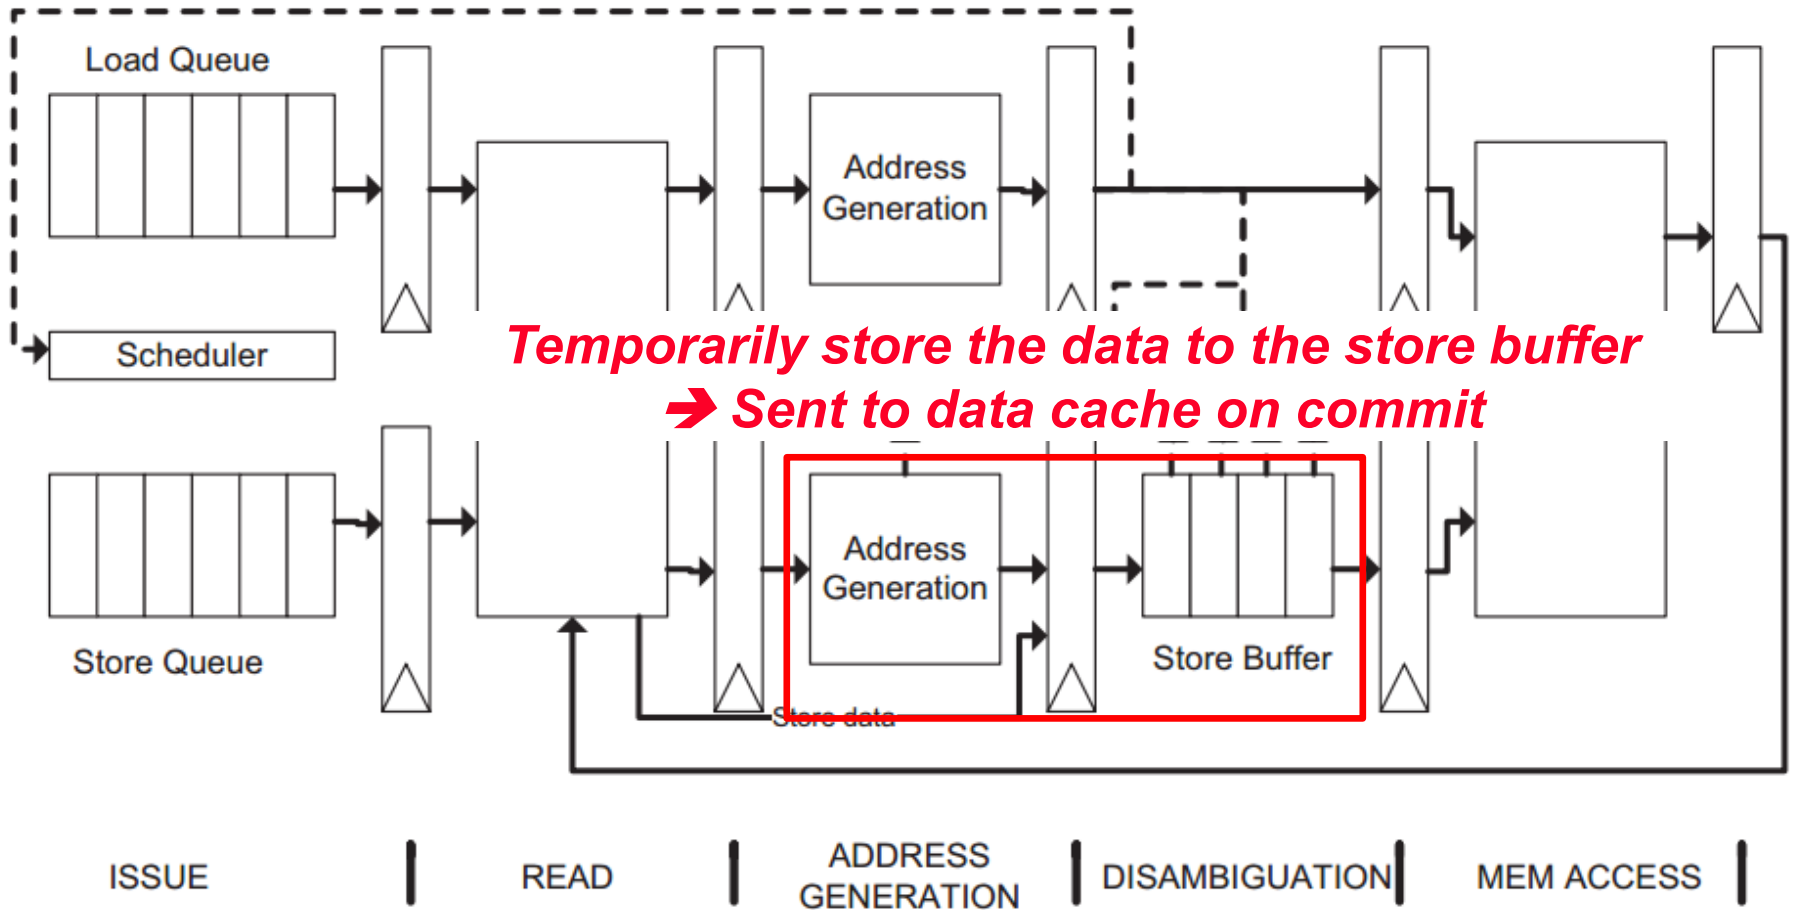 Load Queue
Address
Generation
Scheduler
Temporarily store the data to the store buffer
➔ Sent to data cache on commit
Address
Generation
Store Queue
Store Buffer
Store data
ISSUE
READ
ADDRESS
GENERATION
DISAMBIGUATION
MEM ACCESS